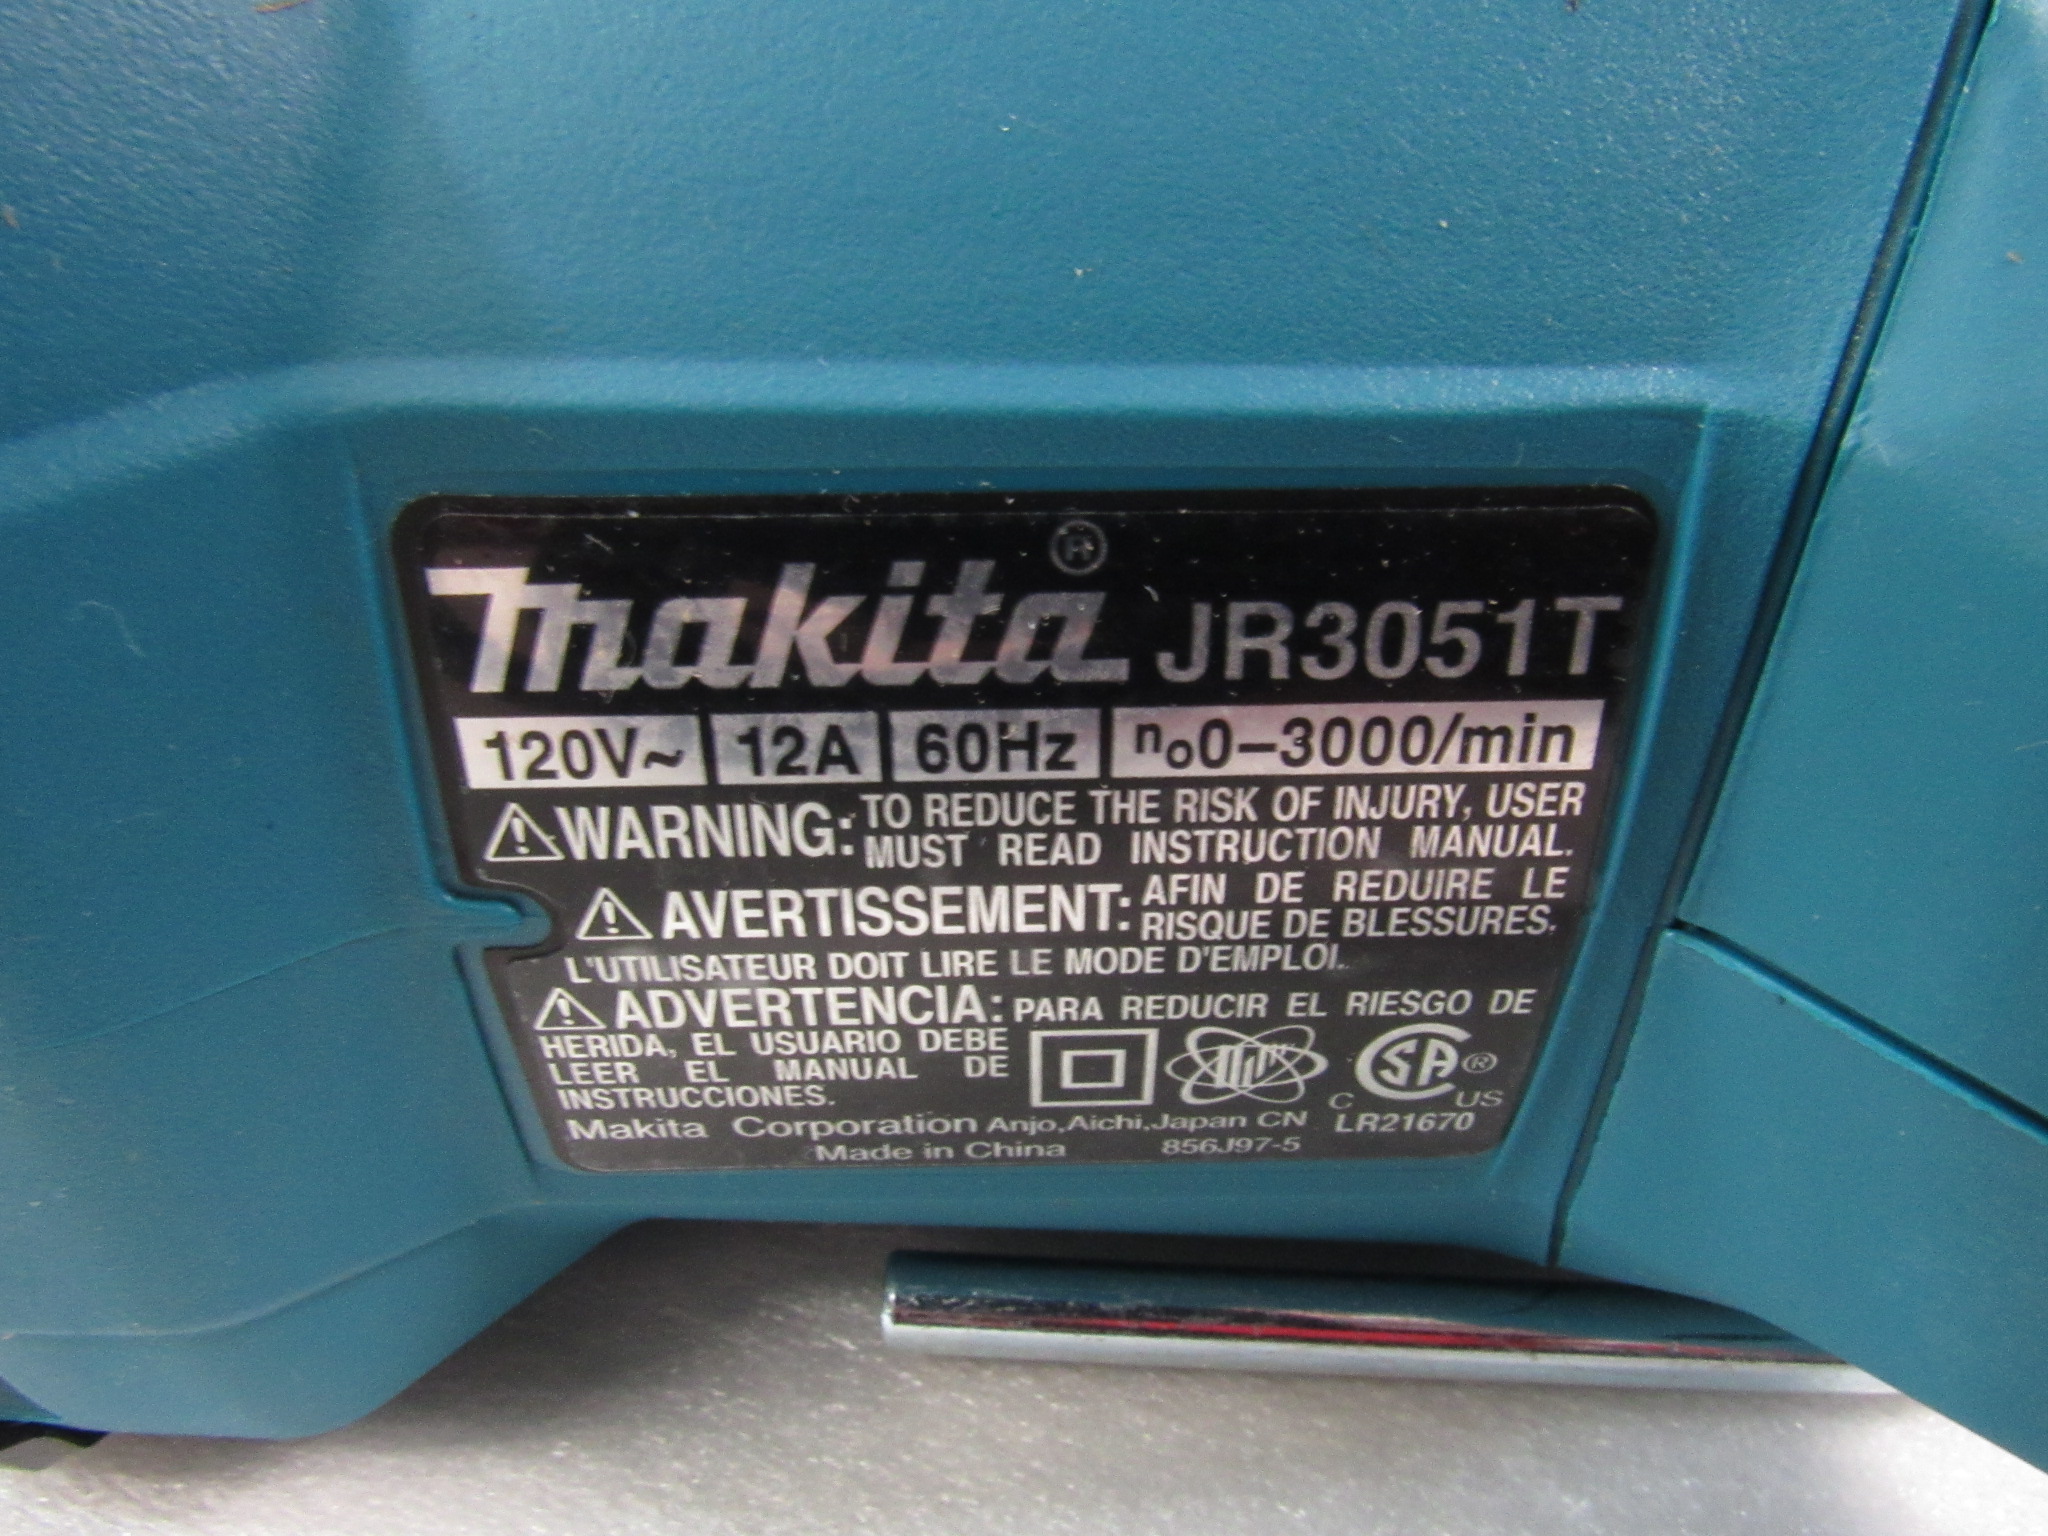 makita® JR3051T
120V~ 12A 60Hz no0-3000/min
⚠WARNING: TO REDUCE THE RISK OF INJURY, USER
MUST READ INSTRUCTION MANUAL.
⚠AVERTISSEMENT: AFIN DE REDUIRE LE
RISQUE DE BLESSURES,
L'UTILISATEUR DOIT LIRE LE MODE D'EMPLOI.
⚠ADVERTENCIA: PARA REDUCIR EL RIESGO DE
HERIDA, EL USUARIO DEBE
LEER EL MANUAL DE
INSTRUCCIONES.
CSA®
C US
Makita Corporation Anjo,Aichi,Japan CN LR21670
Made in China 856J97-5